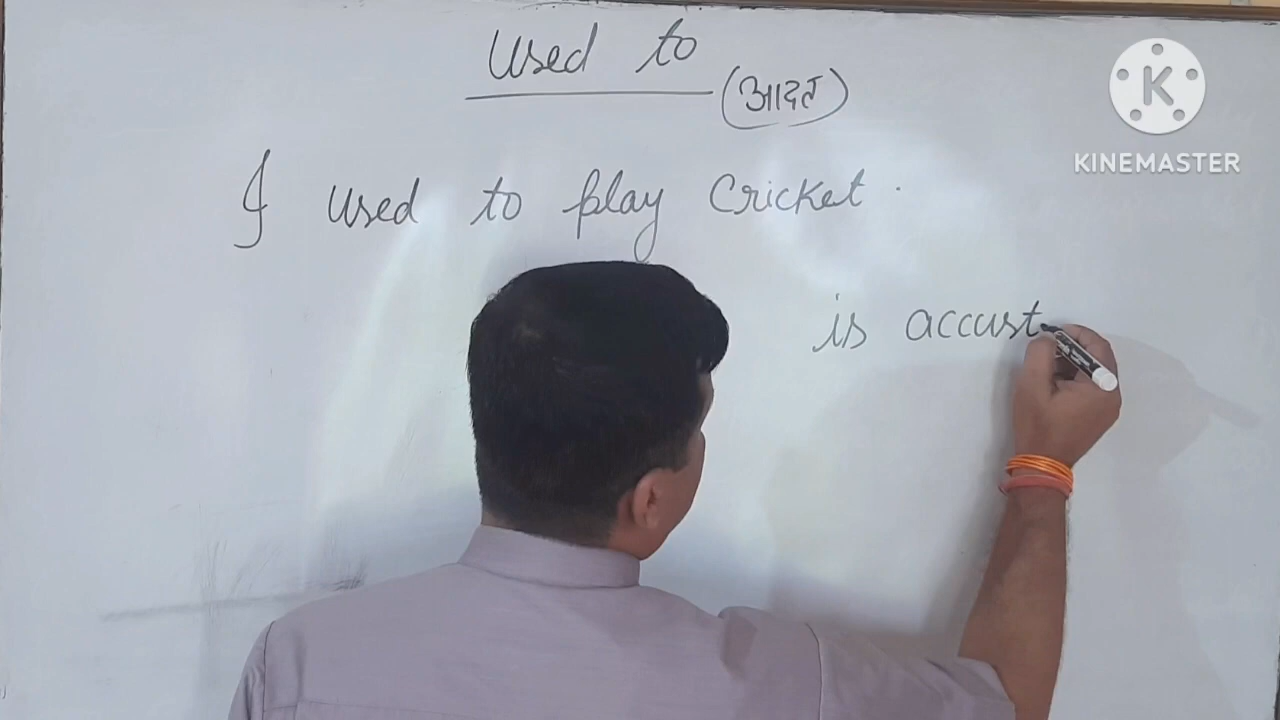 Used to
(आदत)
I used to play Cricket.
is accust
KINEMASTER